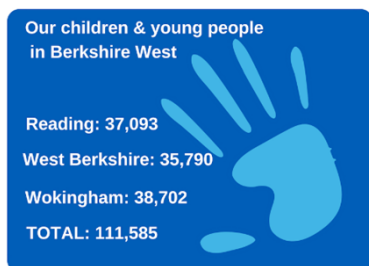 Our children & young people
in Berkshire West
Reading: 37,093
West Berkshire: 35,790
Wokingham: 38,702
TOTAL: 111,585